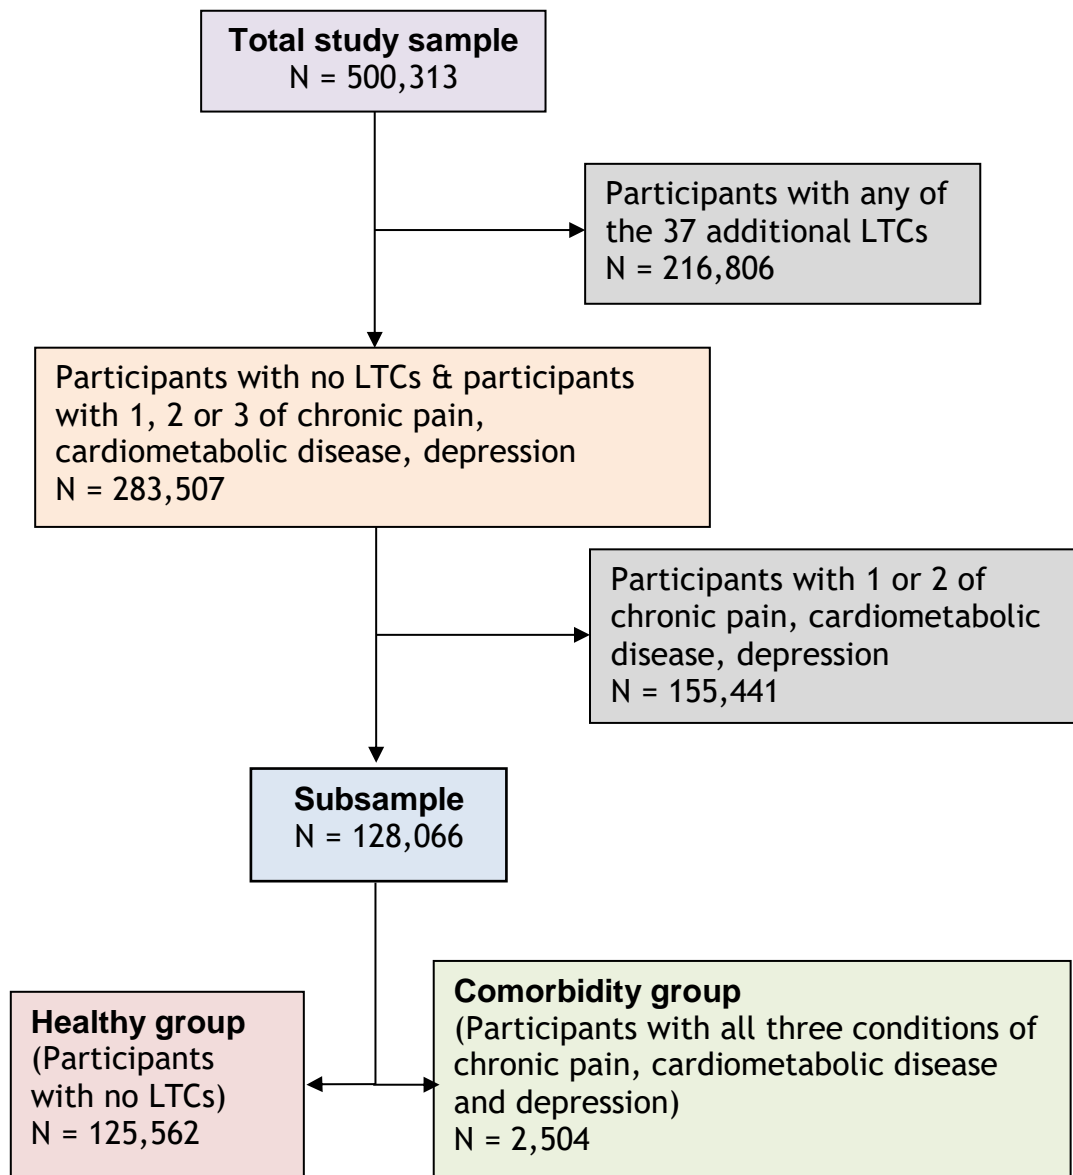 Total study sample
N = 500,313
Participants with any of
the 37 additional LTCs
N = 216,806
Participants with no LTCs & participants
with 1, 2 or 3 of chronic pain,
cardiometabolic disease, depression
N = 283,507
Participants with 1 or 2 of
chronic pain, cardiometabolic
disease, depression
N = 155,441
Subsample
N = 128,066
Healthy group
(Participants
with no LTCs)
N = 125,562
Comorbidity group
(Participants with all three conditions of
chronic pain, cardiometabolic disease
and depression)
N = 2,504